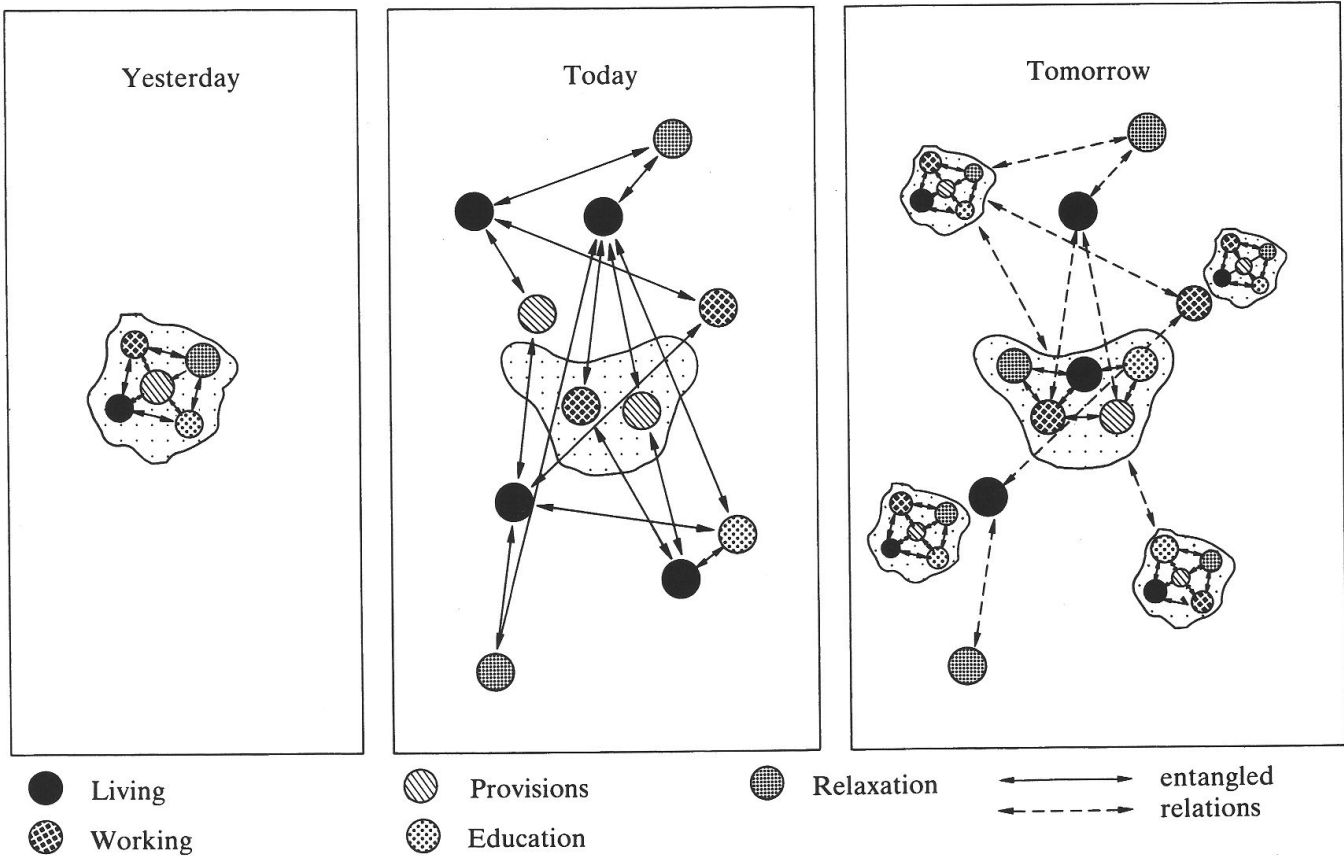 Yesterday
Today
Tomorrow
Living
Working
Provisions
Education
Relaxation
entangled
relations